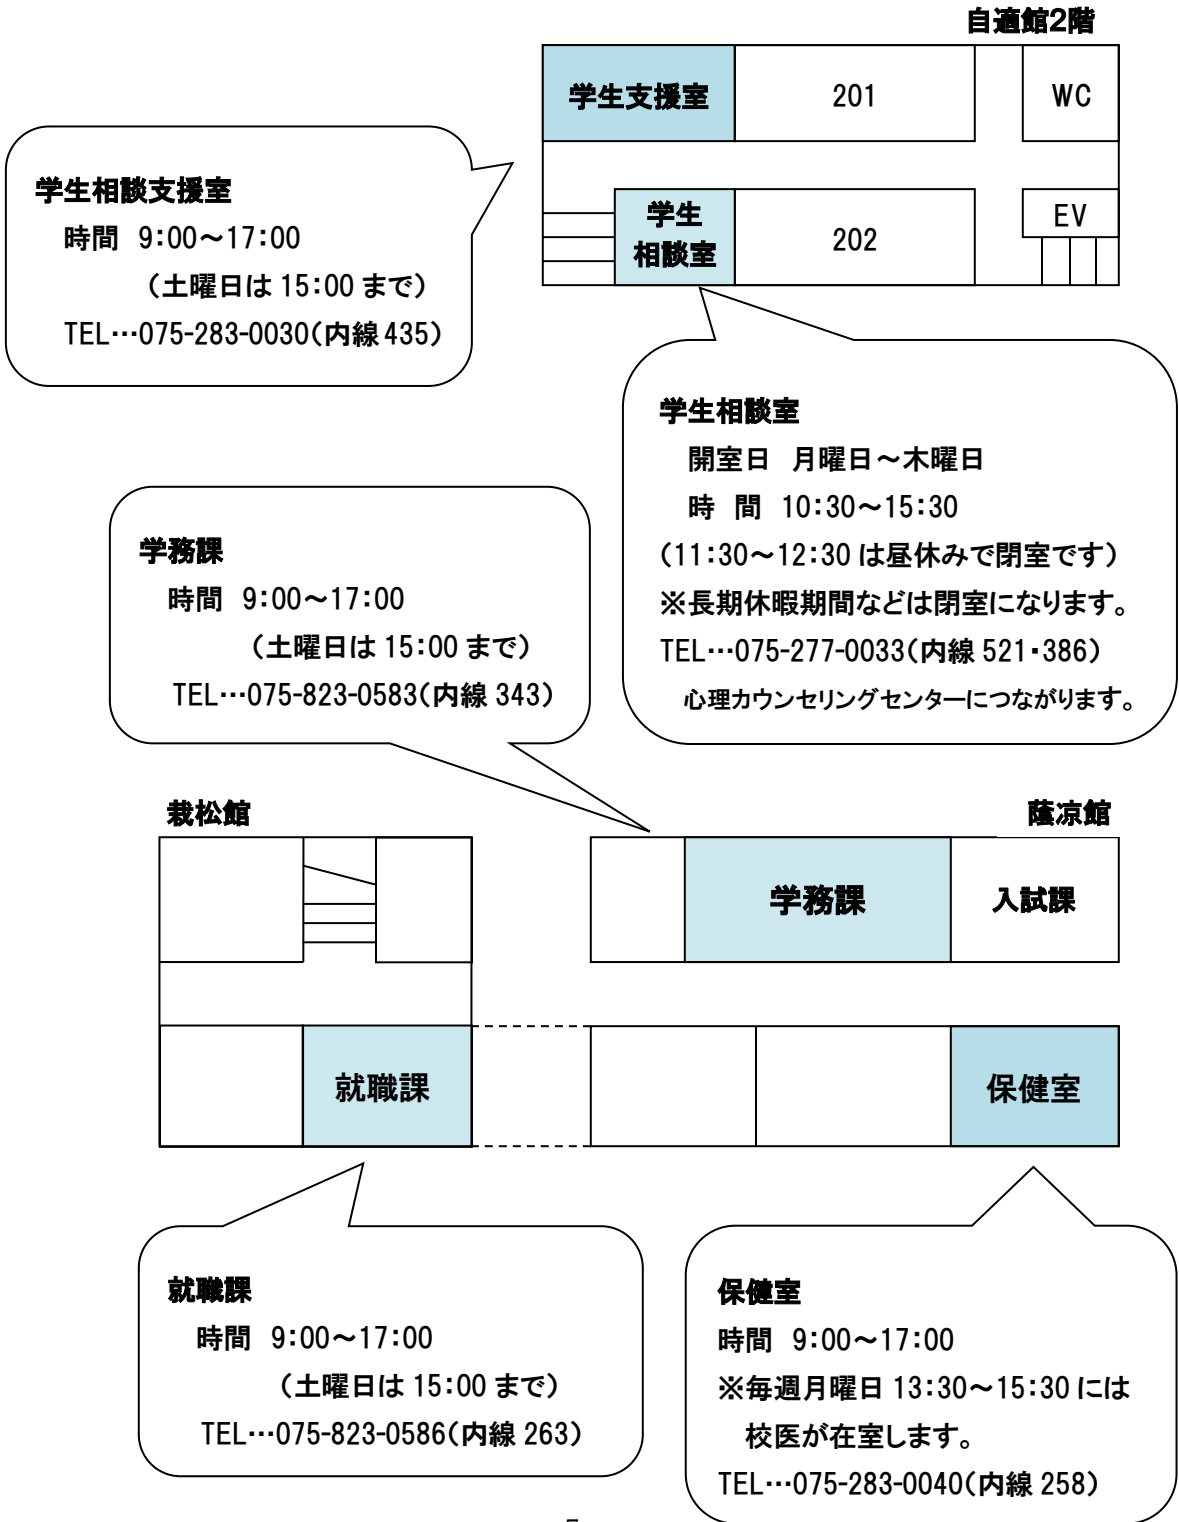 自適館2階
学生支援室
201
WC
学生相談支援室
時間 9:00～17:00
（土曜日は 15:00 まで）
TEL…075-283-0030(内線 435)
学生
相談室
202
EV
学生相談室
開室日 月曜日～木曜日
時 間 10:30～15:30
(11:30～12:30 は昼休みで閉室です)
※長期休暇期間などは閉室になります。
TEL…075-277-0033(内線 521・386)
心理カウンセリングセンターにつながります。
学務課
時間 9:00～17:00
（土曜日は 15:00 まで）
TEL…075-823-0583(内線 343)
栽松館
蔭凉館
学務課
入試課
就職課
保健室
就職課
時間 9:00～17:00
（土曜日は 15:00 まで）
TEL…075-823-0586(内線 263)
保健室
時間 9:00～17:00
※毎週月曜日 13:30～15:30 には
校医が在室します。
TEL…075-283-0040(内線 258)